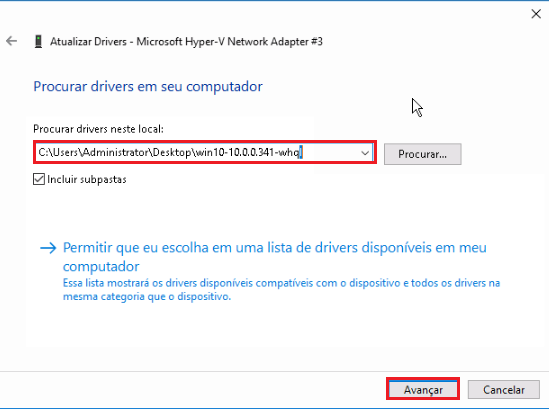 Atualizar Drivers - Microsoft Hyper-V Network Adapter #3
Procurar drivers em seu computador
Procurar drivers neste local:
C:\Users\Administrator\Desktop\win10-10.0.0.341-whq
Procurar...
Incluir subpastas
Permitir que eu escolha em uma lista de drivers disponíveis em meu
computador
Essa lista mostrará os drivers disponíveis compatíveis com o dispositivo e todos os drivers na
mesma categoria que o dispositivo.
Avançar
Cancelar